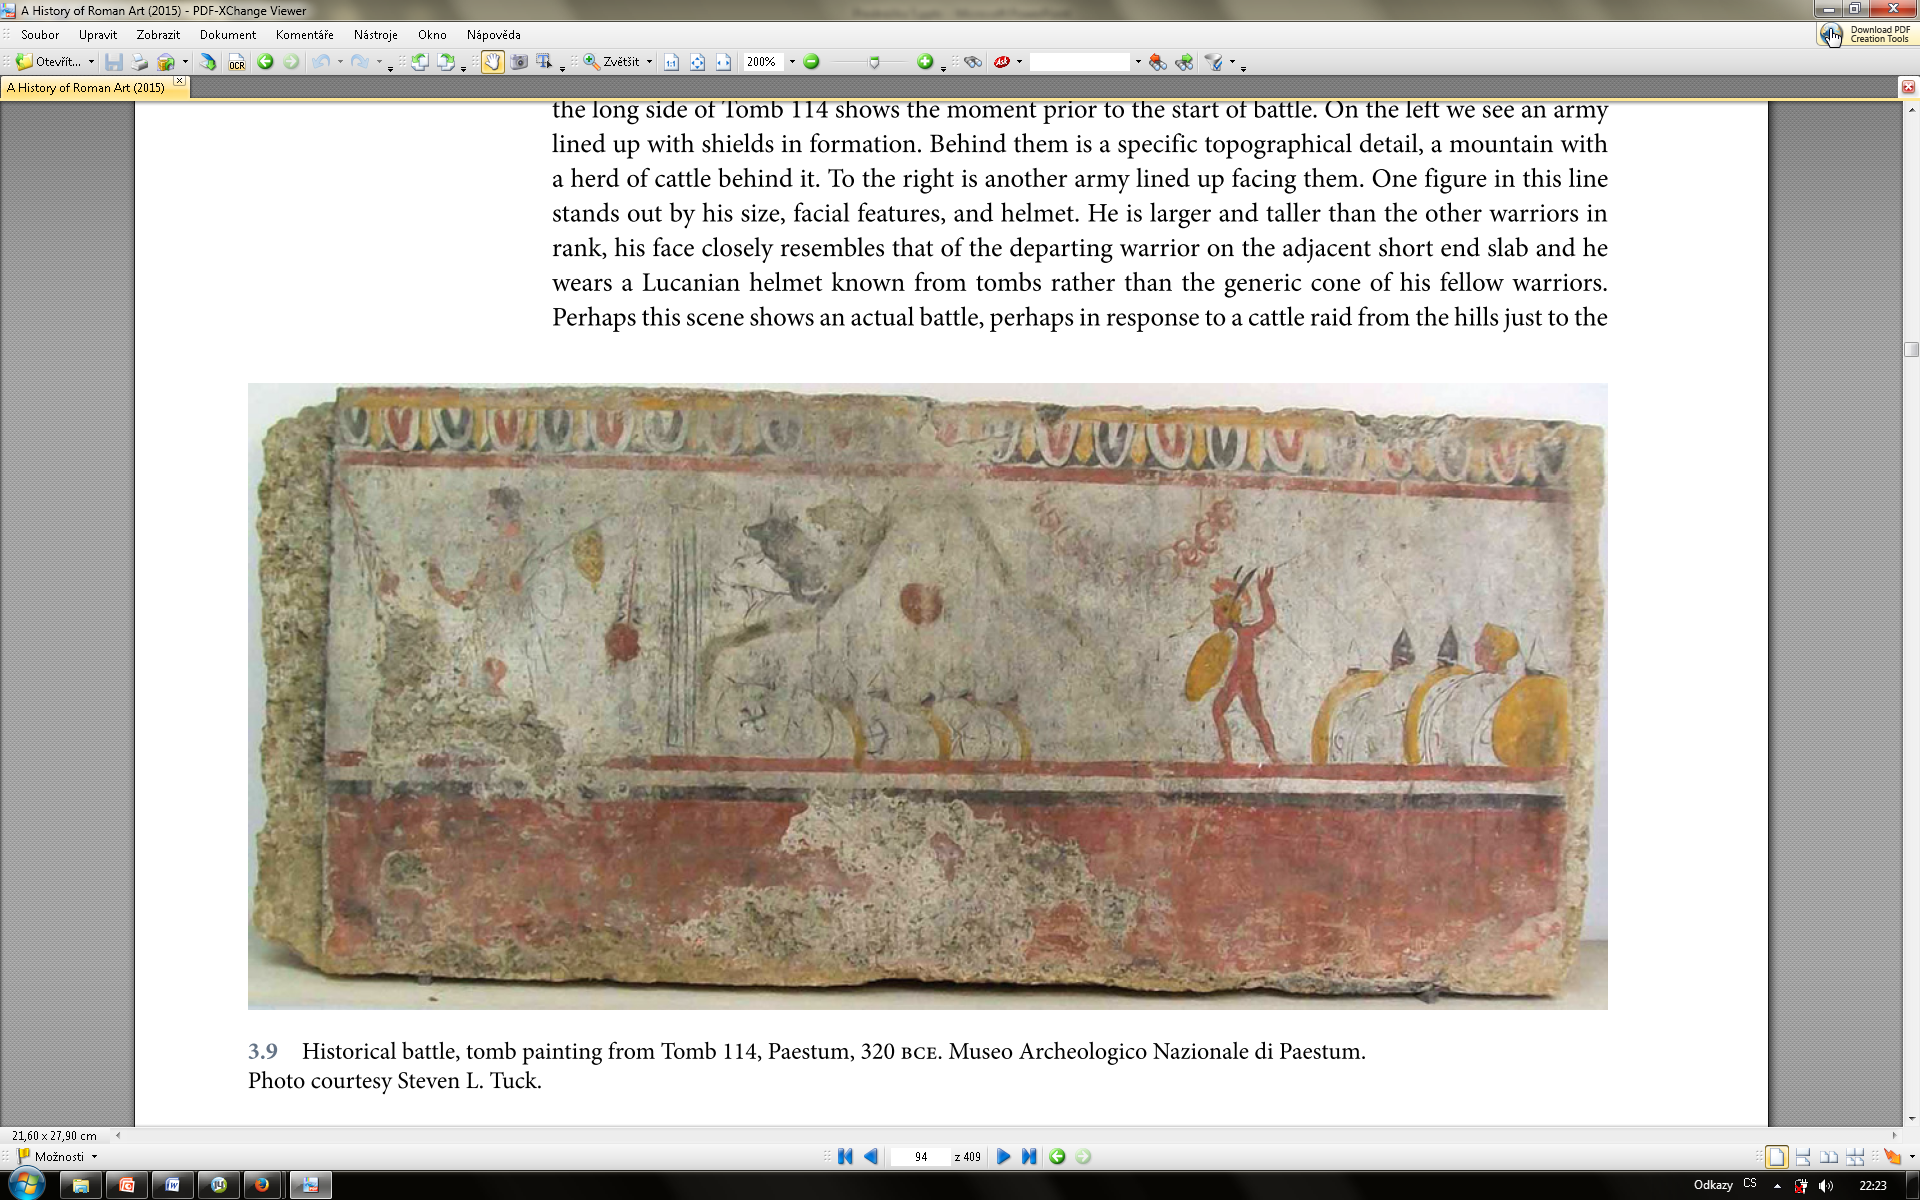 A History of Roman Art (2015) - PDF-XChange Viewer
Soubor Upravit Zobrazit Dokument Komentáře Nástroje Okno Nápověda
Download PDF
Creation Tools
Otevřít... OCR Zvětšit 1:1 200% Ask
A History of Roman Art (2015)
the long side of Tomb 114 shows the moment prior to the start of battle. On the left we see an army
lined up with shields in formation. Behind them is a specific topographical detail, a mountain with
a herd of cattle behind it. To the right is another army lined up facing them. One figure in this line
stands out by his size, facial features, and helmet. He is larger and taller than the other warriors in
rank, his face closely resembles that of the departing warrior on the adjacent short end slab and he
wears a Lucanian helmet known from tombs rather than the generic cone of his fellow warriors.
Perhaps this scene shows an actual battle, perhaps in response to a cattle raid from the hills just to the
3.9 Historical battle, tomb painting from Tomb 114, Paestum, 320 BCE. Museo Archeologico Nazionale di Paestum.
Photo courtesy Steven L. Tuck.
21,60 x 27,90 cm
Možnosti 94 z 409
Odkazy CS 22:23